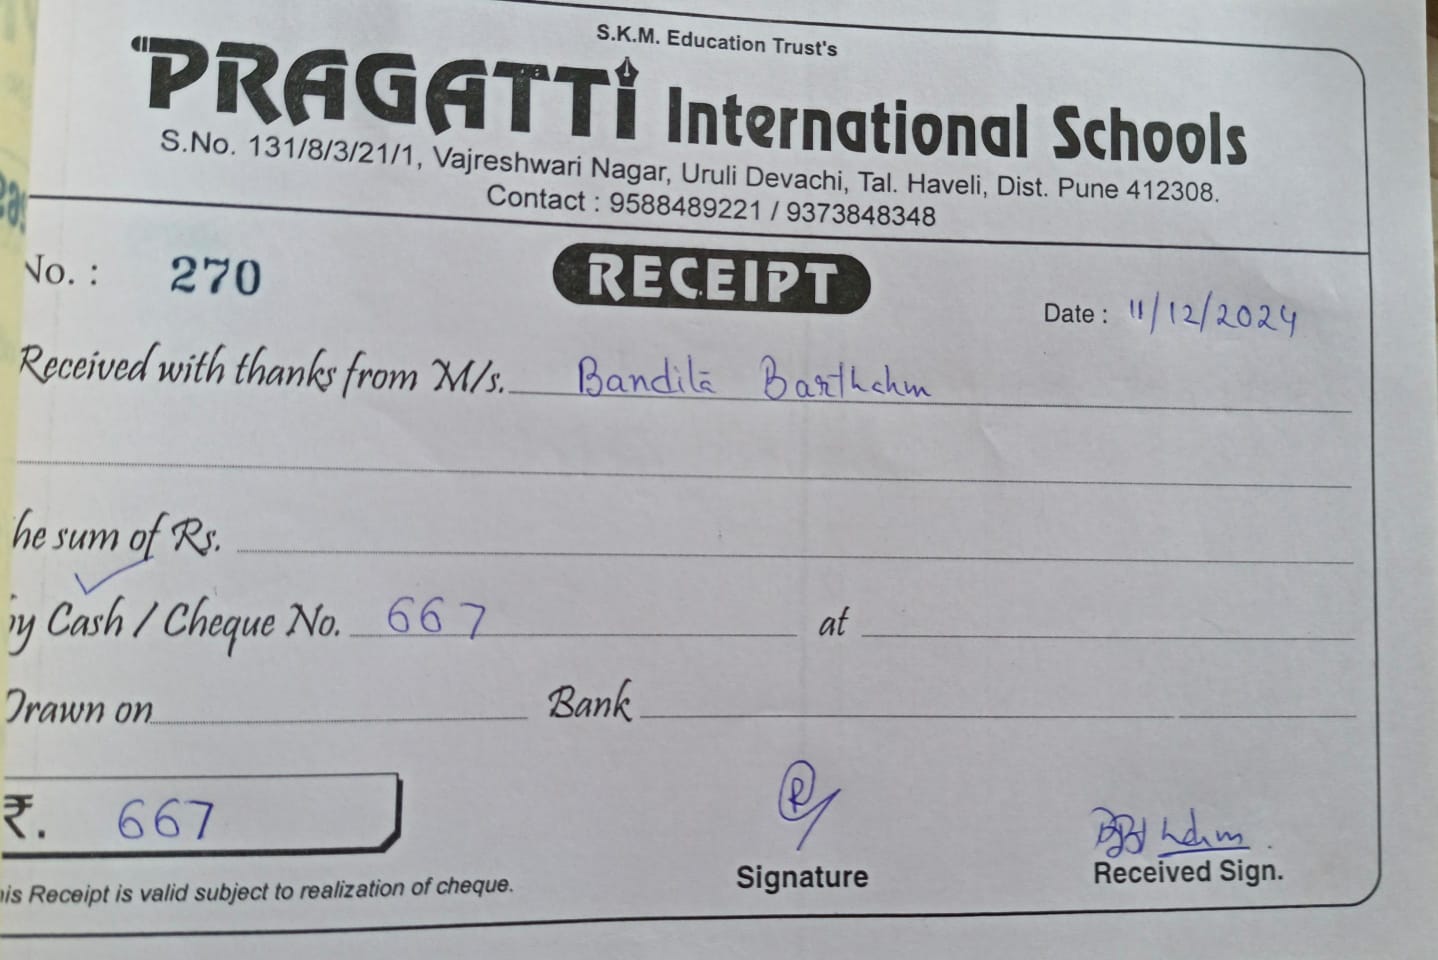 S.K.M. Education Trust's
PRAGATTi International Schools
S.No. 131/8/3/21/1, Vajreshwari Nagar, Uruli Devachi, Tal. Haveli, Dist. Pune 412308.
Contact : 9588489221 / 9373848348
No. : 270 RECEIPT
Date : 11/12/2024
Received with thanks from M/s. Bandita
he sum of Rs.
by Cash / Cheque No. 667 at
Drawn on Bank
₹. 667
Signature Received Sign.
his Receipt is valid subject to realization of cheque.